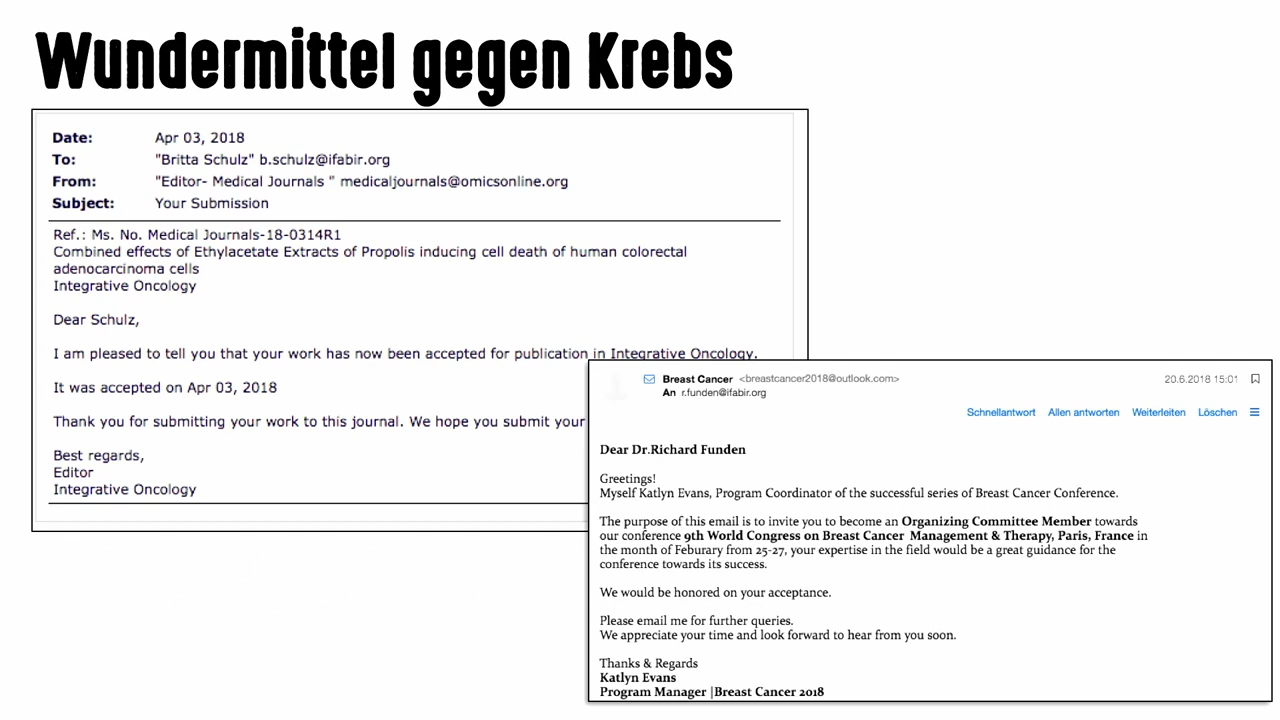 Wundermittel gegen Krebs
Date: Apr 03, 2018
To: "Britta Schulz" b.schulz@ifabir.org
From: "Editor- Medical Journals " medicaljournals@omicsonline.org
Subject: Your Submission
Ref.: Ms. No. Medical Journals-18-0314R1
Combined effects of Ethylacetate Extracts of Propolis inducing cell death of human colorectal
adenocarcinoma cells
Integrative Oncology
Dear Schulz,
I am pleased to tell you that your work has now been accepted for publication in Integrative Oncology.
It was accepted on Apr 03, 2018
Thank you for submitting your work to this journal. We hope you submit your
Best regards,
Editor
Integrative Oncology
Breast Cancer <breastcancer2018@outlook.com> 20.6.2018 15:01
An r.funden@ifabir.org
Schnellantwort Allen antworten Weiterleiten Löschen
Dear Dr.Richard Funden
Greetings!
Myself Katlyn Evans, Program Coordinator of the successful series of Breast Cancer Conference.
The purpose of this email is to invite you to become an Organizing Committee Member towards
our conference 9th World Congress on Breast Cancer Management & Therapy, Paris, France in
the month of Feburary from 25-27, your expertise in the field would be a great guidance for the
conference towards its success.
We would be honored on your acceptance.
Please email me for further queries.
We appreciate your time and look forward to hear from you soon.
Thanks & Regards
Katlyn Evans
Program Manager |Breast Cancer 2018